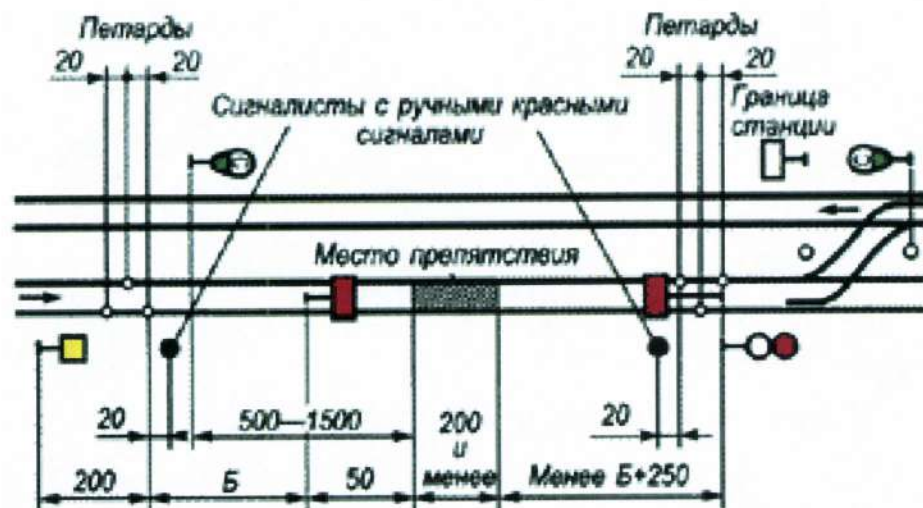 Петарды
20 20
Петарды
20 20
Сигналисты с ручными красными
сигналами
Граница
станции
Место препятствия
20
500—1500
200
и
менее
20
200
Б
50
Менее Б+250